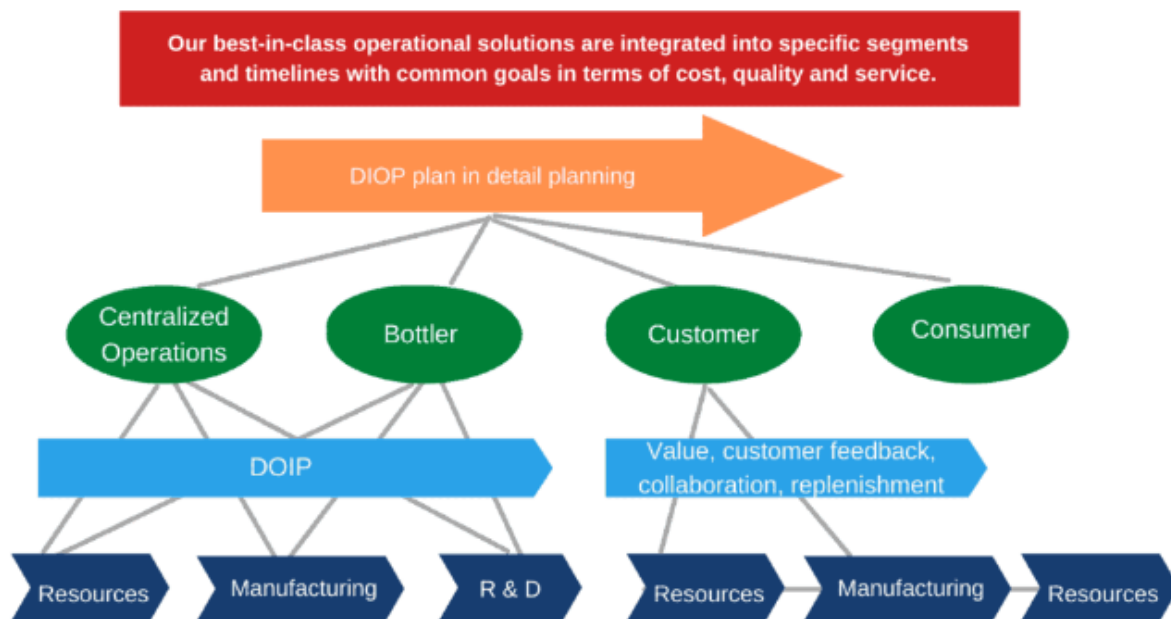 Our best-in-class operational solutions are integrated into specific segments
and timelines with common goals in terms of cost, quality and service.
DIOP plan in detail planning
Centralized
Operations
Bottler
Customer
Consumer
DOIP
Value, customer feedback,
collaboration, replenishment
Resources
Manufacturing
R & D
Resources
Manufacturing
Resources